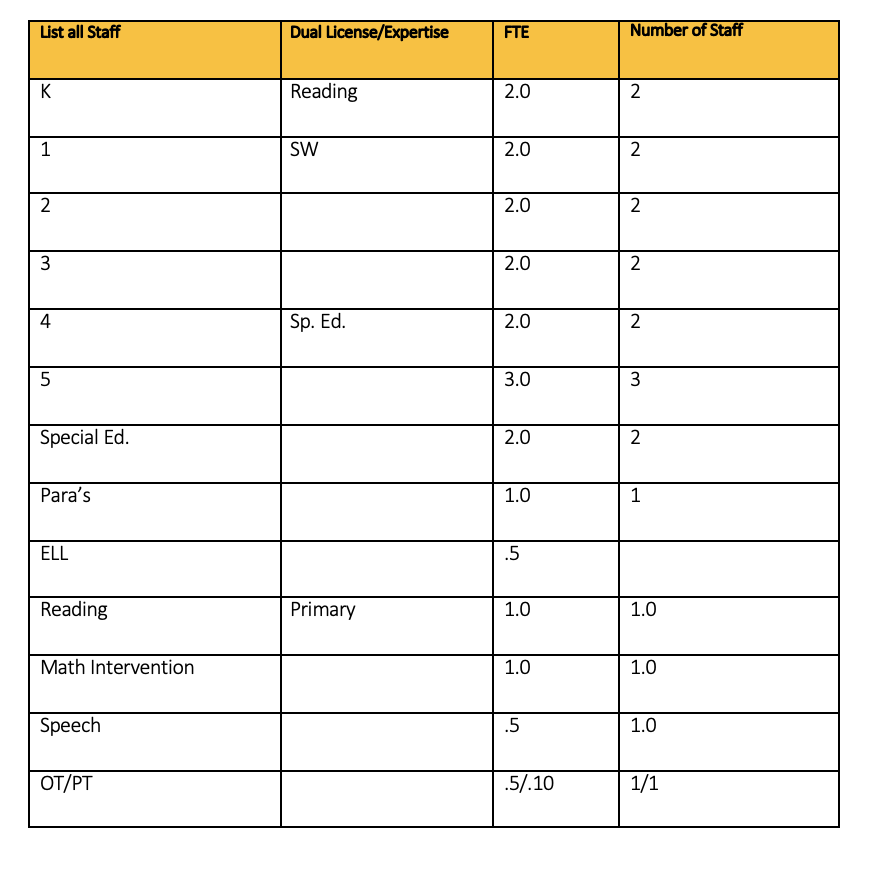 List all Staff Dual License/Expertise FTE Number of Staff
K Reading 2.0 2
1 SW 2.0 2
2 2.0 2
3 2.0 2
4 Sp. Ed. 2.0 2
5 3.0 3
Special Ed. 2.0 2
Para’s 1.0 1
ELL .5
Reading Primary 1.0 1.0
Math Intervention 1.0 1.0
Speech .5 1.0
OT/PT .5/.10 1/1